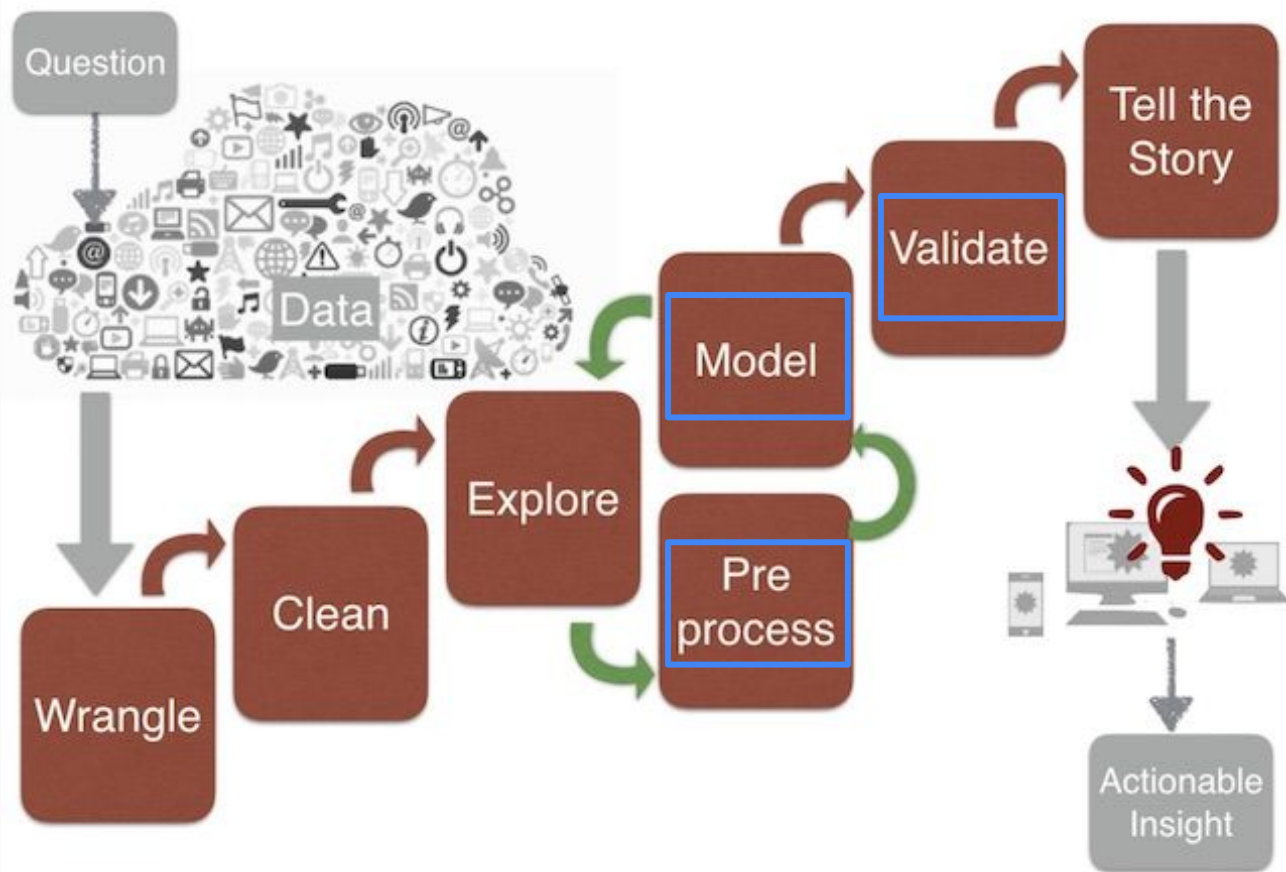 Question
Data
Wrangle
Clean
Explore
Pre
process
Model
Validate
Tell the
Story
Actionable
Insight